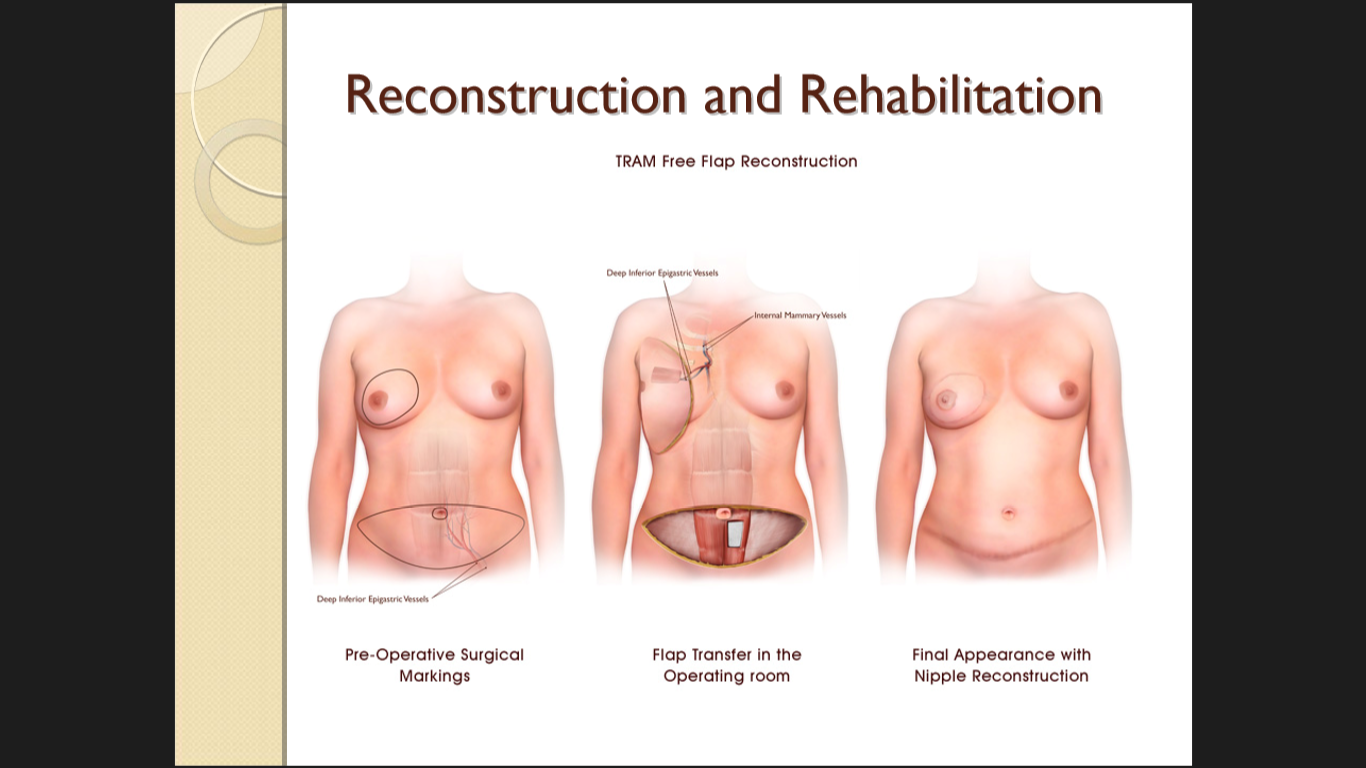 Reconstruction and Rehabilitation
TRAM Free Flap Reconstruction
Deep Inferior Epigastric Vessels
Internal Mammary Vessels
Deep Inferior Epigastric Vessels
Pre-Operative Surgical
Markings
Flap Transfer in the
Operating room
Final Appearance with
Nipple Reconstruction